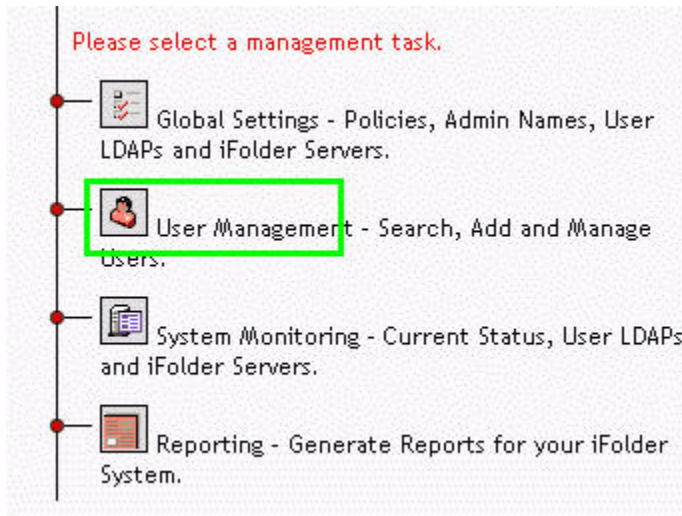 Please select a management task.
Global Settings - Policies, Admin Names, User
LDAPs and iFolder Servers.
User Management - Search, Add and Manage
Users.
System Monitoring - Current Status, User LDAPs
and iFolder Servers.
Reporting - Generate Reports for your iFolder
System.